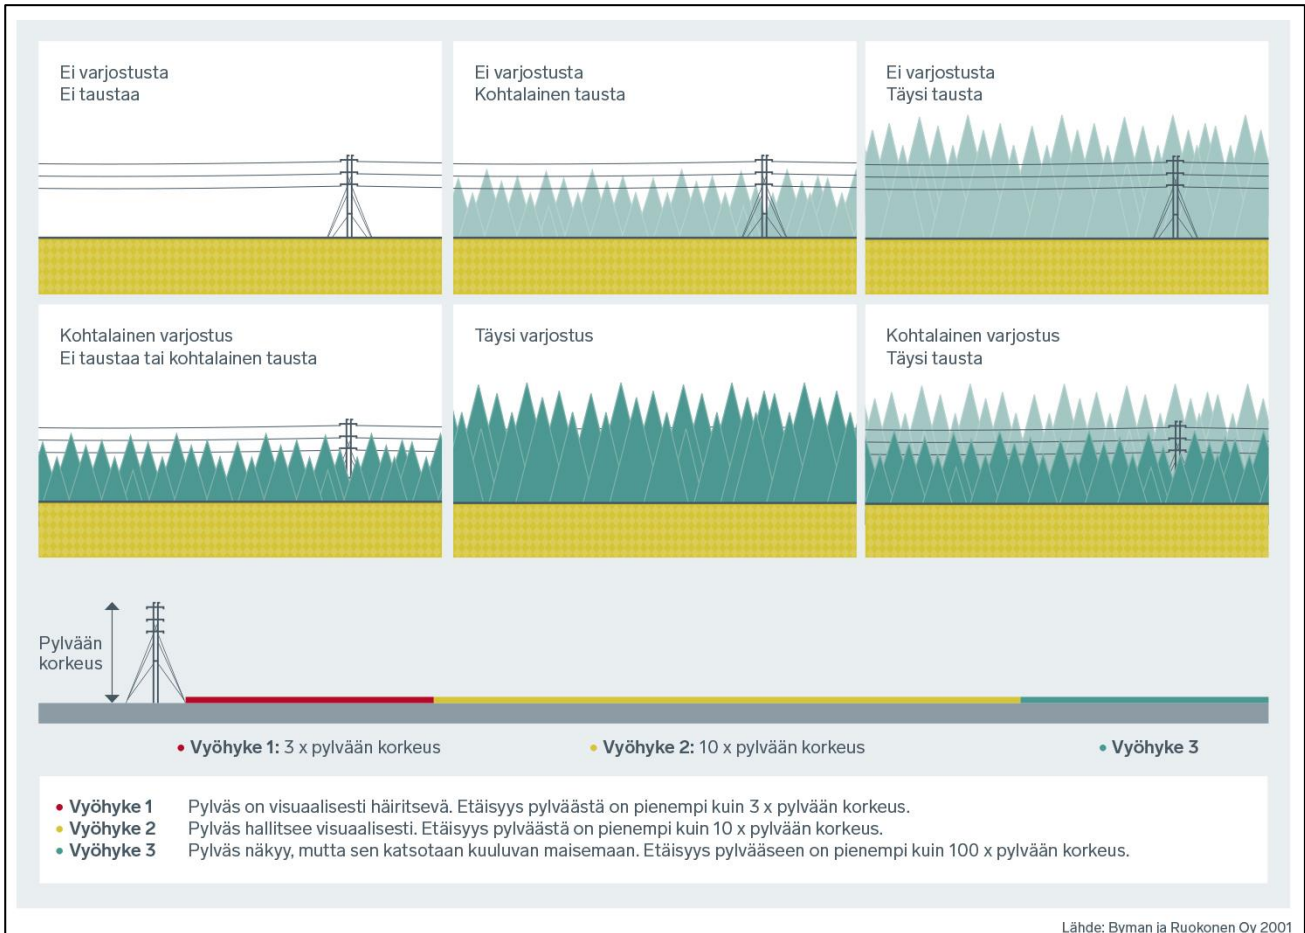 Ei varjostusta
Ei taustaa
Ei varjostusta
Kohtalainen tausta
Ei varjostusta
Täysi tausta
Kohtalainen varjostus
Ei taustaa tai kohtalainen tausta
Täysi varjostus
Kohtalainen varjostus
Täysi tausta
Pylvään
korkeus
• Vyöhyke 1: 3 x pylvään korkeus
• Vyöhyke 2: 10 x pylvään korkeus
• Vyöhyke 3
• Vyöhyke 1 Pylväs on visuaalisesti häiritsevä. Etäisyys pylväästä on pienempi kuin 3 x pylvään korkeus.
• Vyöhyke 2 Pylväs hallitsee visuaalisesti. Etäisyys pylväästä on pienempi kuin 10 x pylvään korkeus.
• Vyöhyke 3 Pylväs näkyy, mutta sen katsotaan kuuluvan maisemaan. Etäisyys pylvääseen on pienempi kuin 100 x pylvään korkeus.
Lähde: Byman ja Ruokonen Oy 2001